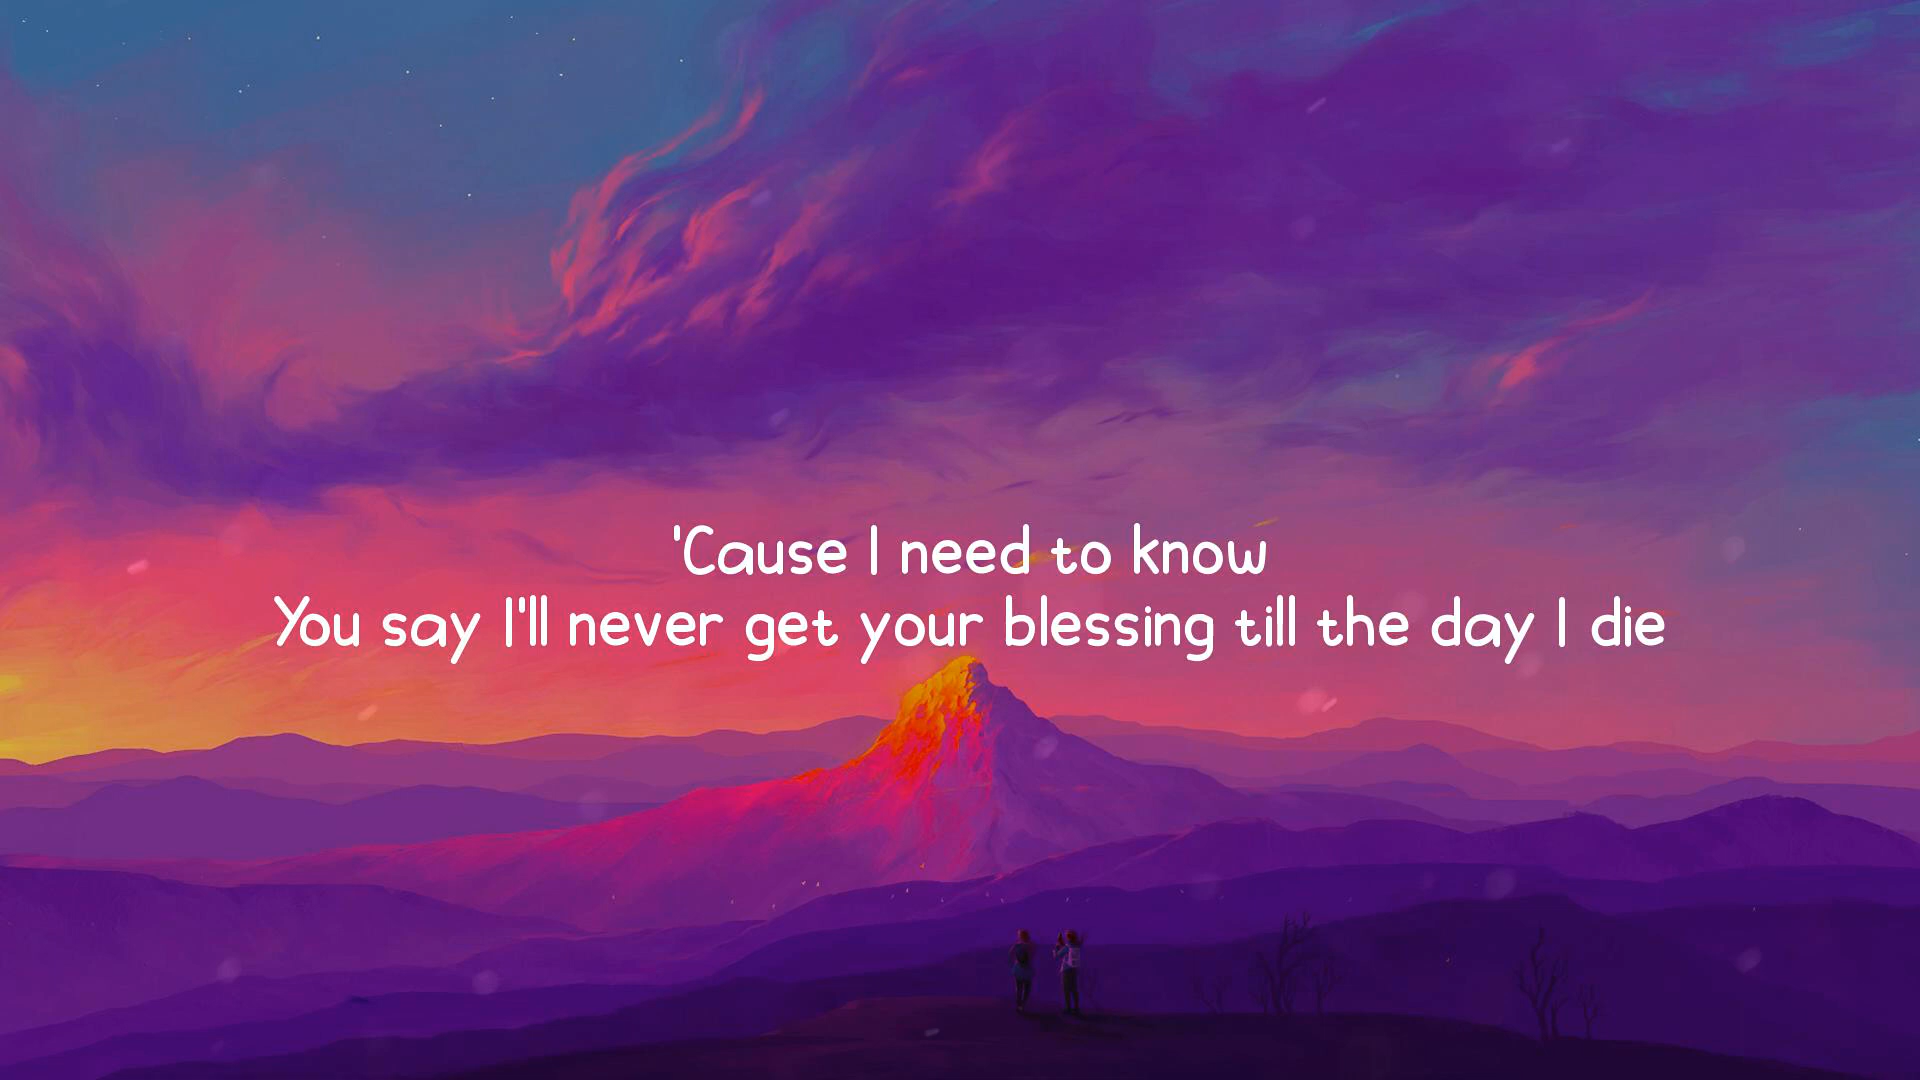 'Cause I need to know
You say I'll never get your blessing till the day I die